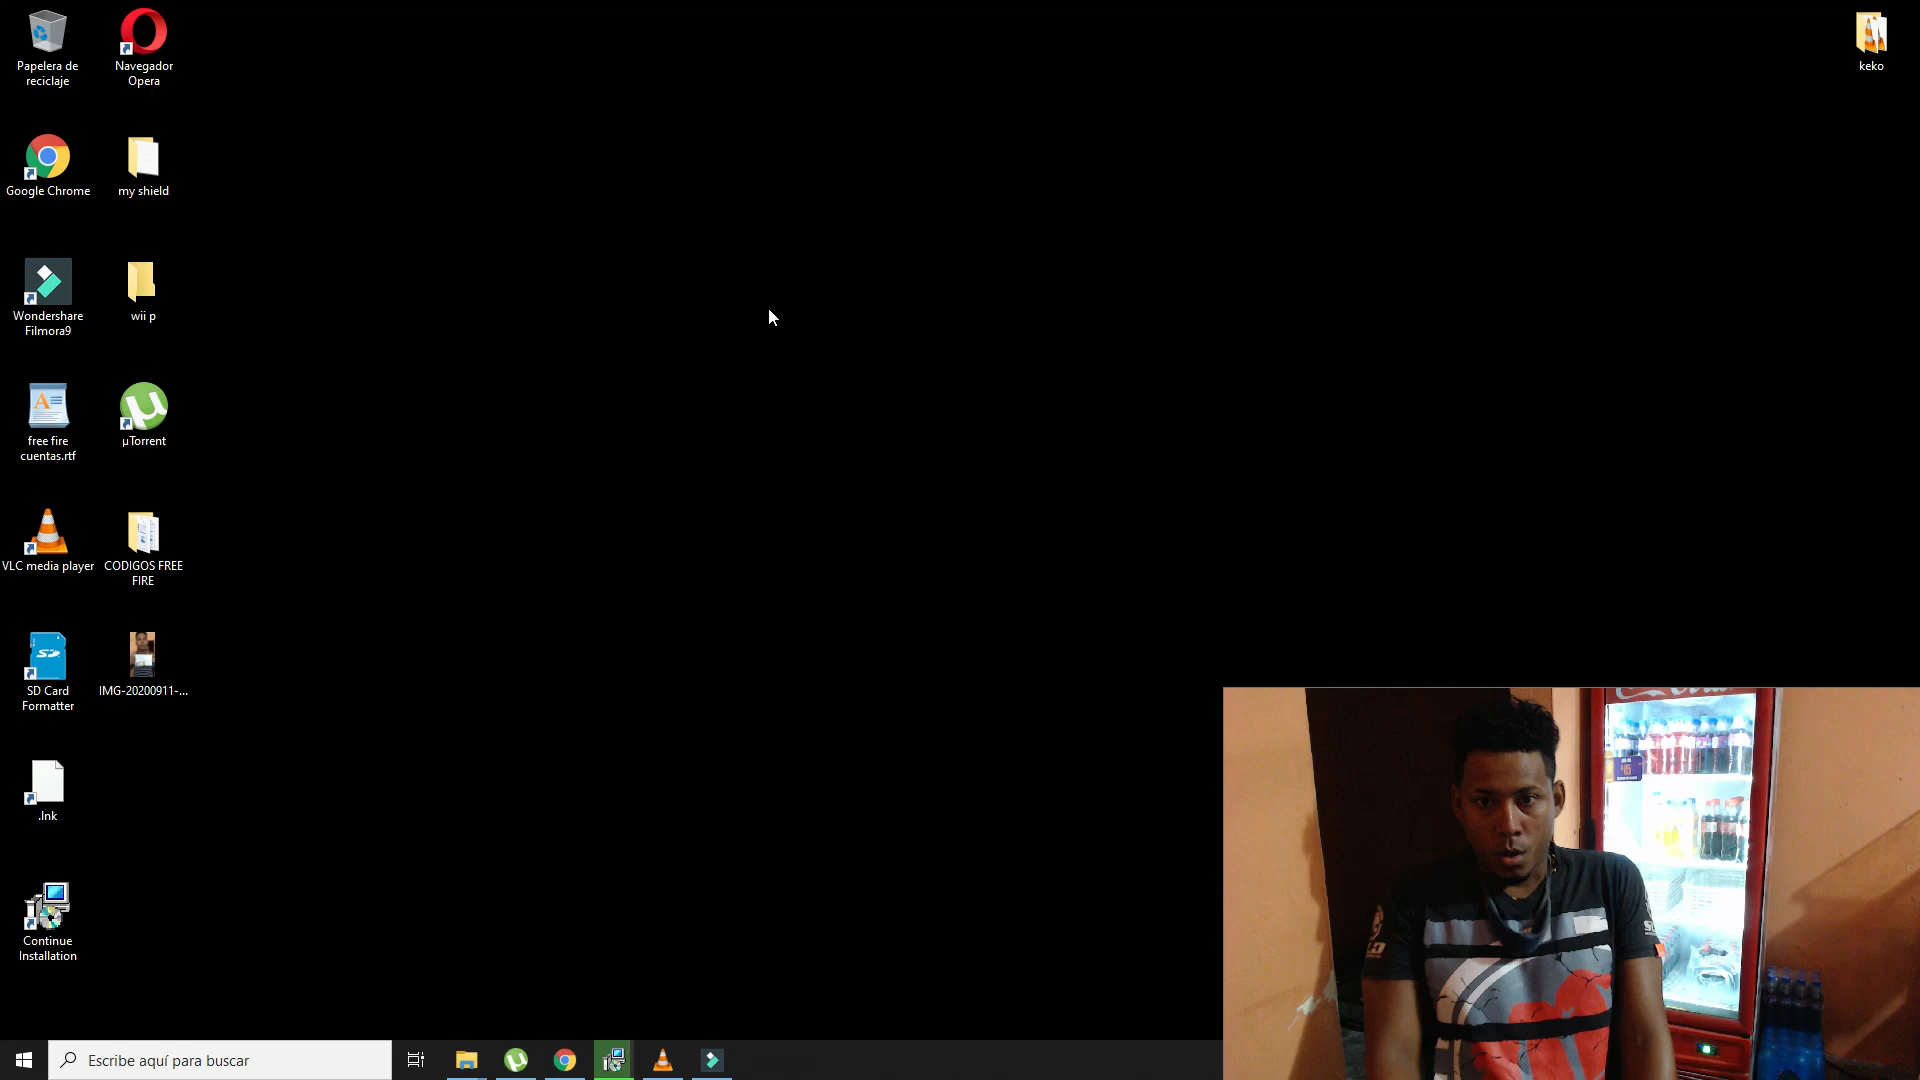 Papelera de
reciclaje
Navegador
Opera
keko
Google Chrome
my shield
Wondershare
Filmora9
wii p
free fire
cuentas.rtf
µTorrent
VLC media player
CODIGOS FREE
FIRE
SD Card
Formatter
IMG-20200911-...
.lnk
Continue
Installation
Escribe aquí para buscar